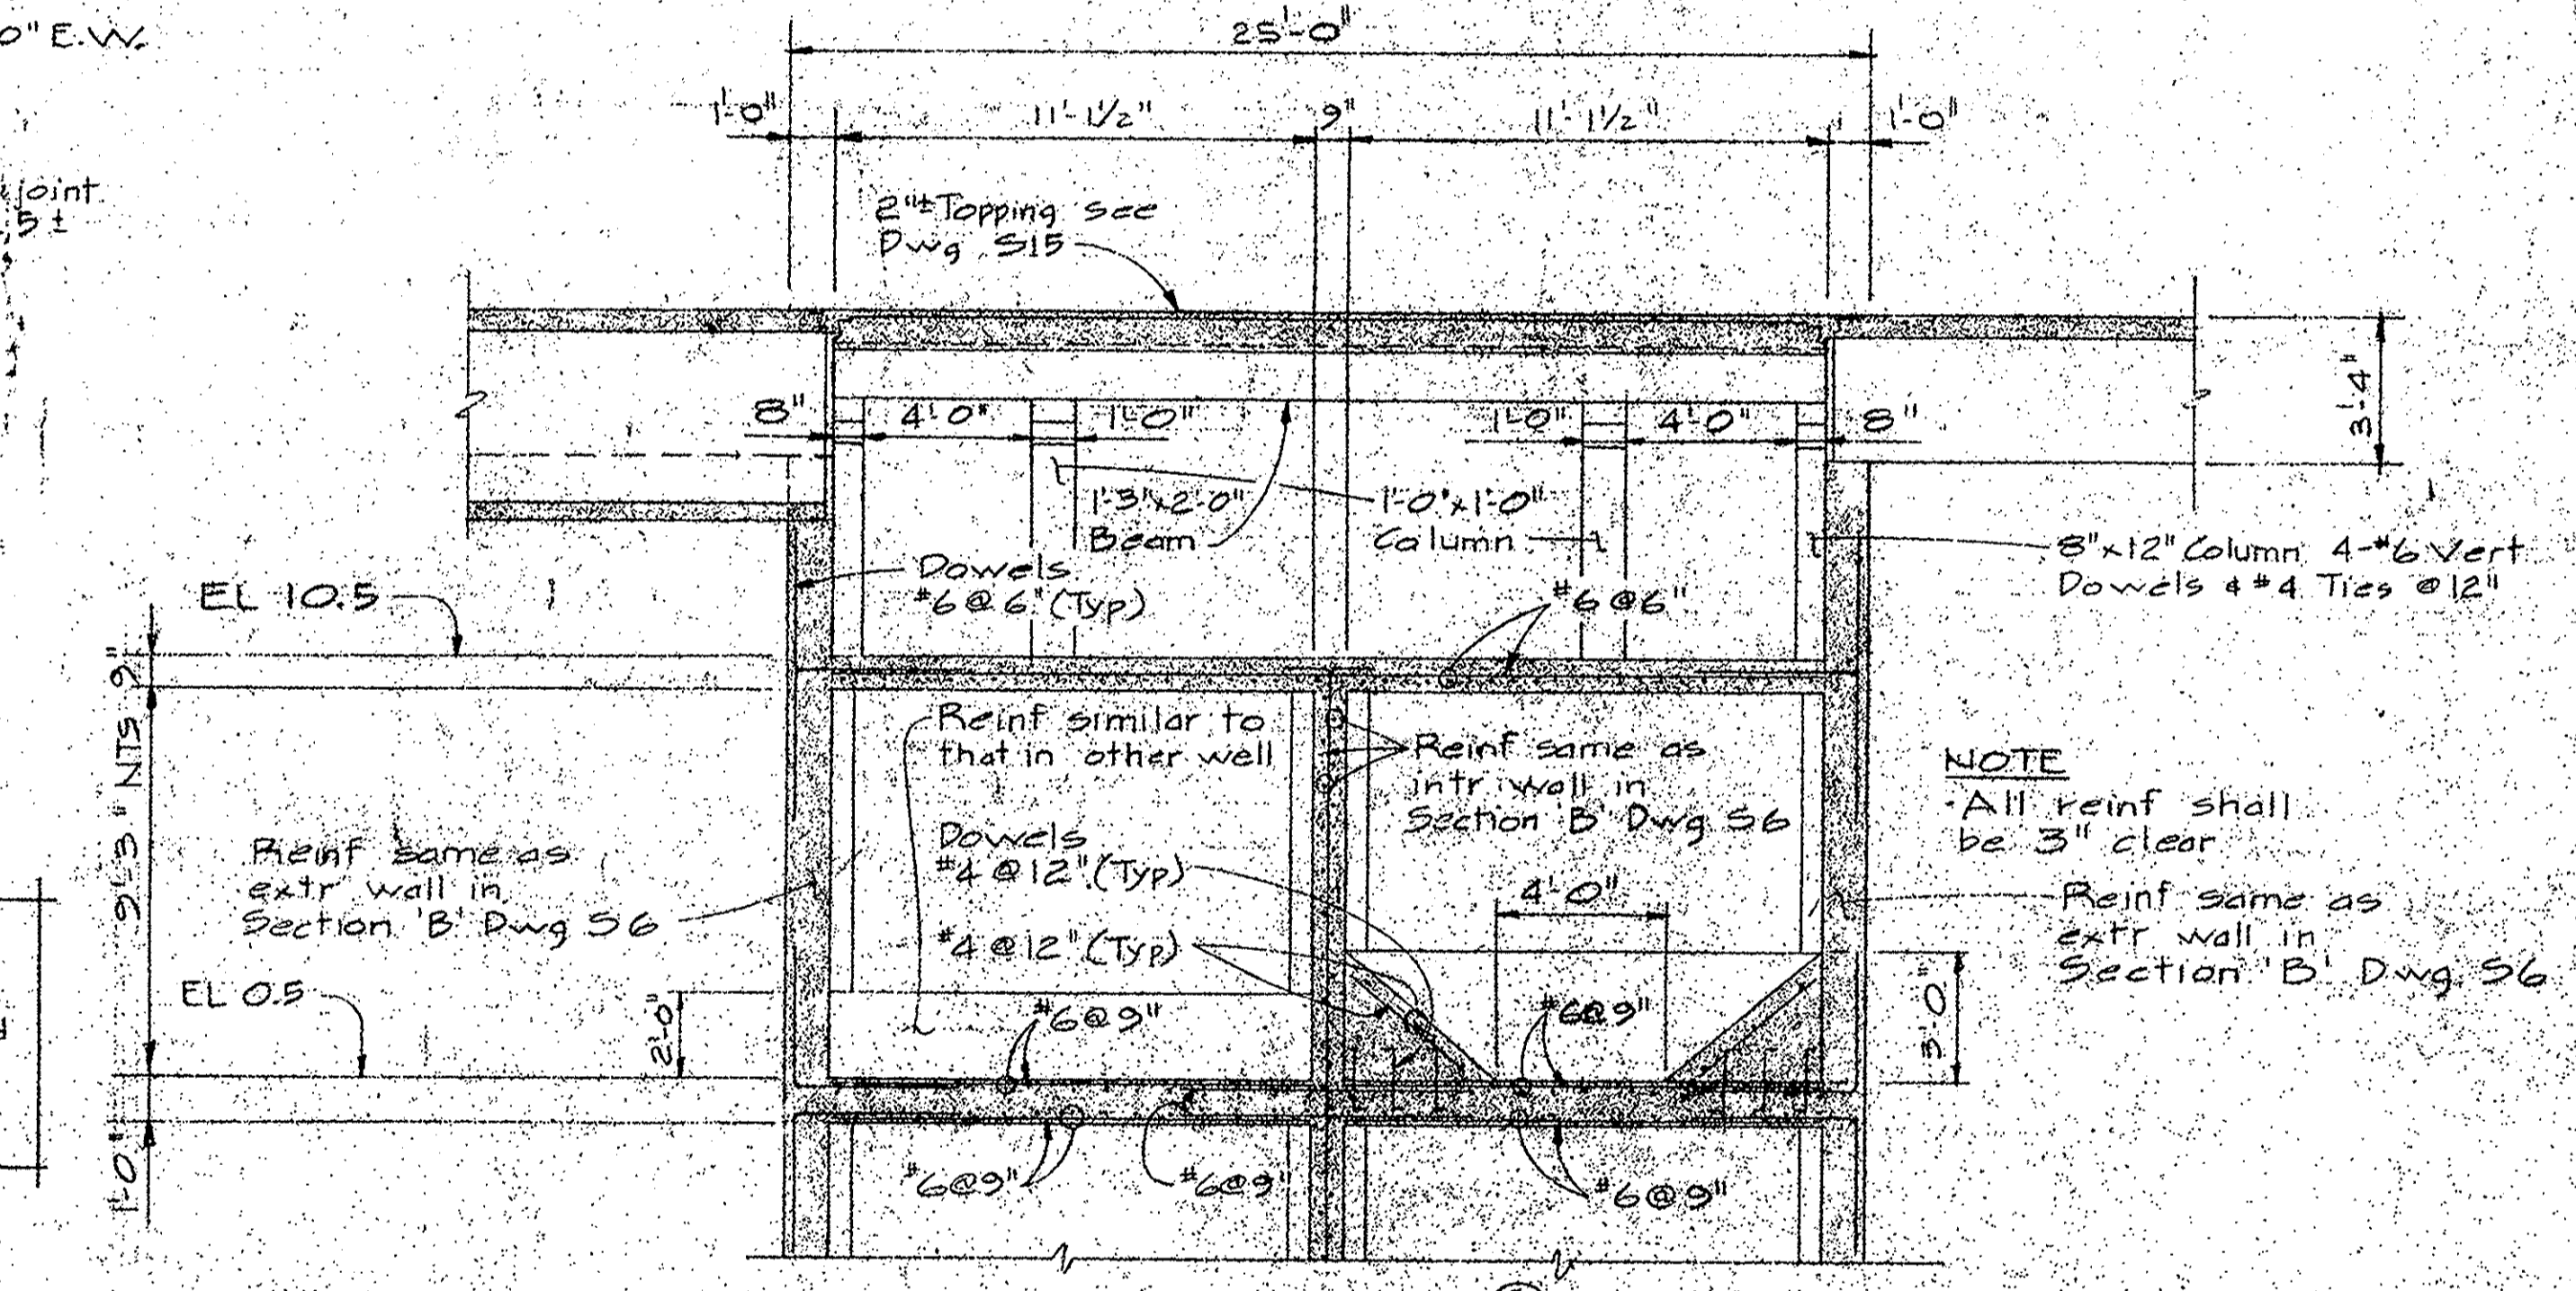 0" E.W.
25'-0"
1'-0"
11'-1½"
9"
11'-1½"
1'-0"
joint
5 ±
2"± Topping see
Dwg S15
3'-4"
8"
4'-0"
1'-0"
1'-0"
4'-0"
8"
1'-3"x2'-0"
Beam
1'-0"x1'-0"
Column
8"x12" Column 4-#6 Vert
Dowels & #4 Ties @ 12"
Dowels
#6 @ 6" (Typ)
#6 @ 6"
EL 10.5
9"
9'-3" NTS
Reinf similar to
that in other well
Reinf same as
intr wall in
Section 'B' Dwg S6
NOTE
All reinf shall
be 3" clear
Reinf same as
extr wall in
Section 'B' Dwg S6
Dowels
#4 @ 12" (Typ)
4'-0"
Reinf same as
extr wall in
Section 'B' Dwg S6
#4 @ 12" (Typ)
EL 0.5
2'-0"
#6@9"
#6@9"
3'-0"
1'-0"
#6@9"
#6@9"
#6@9"